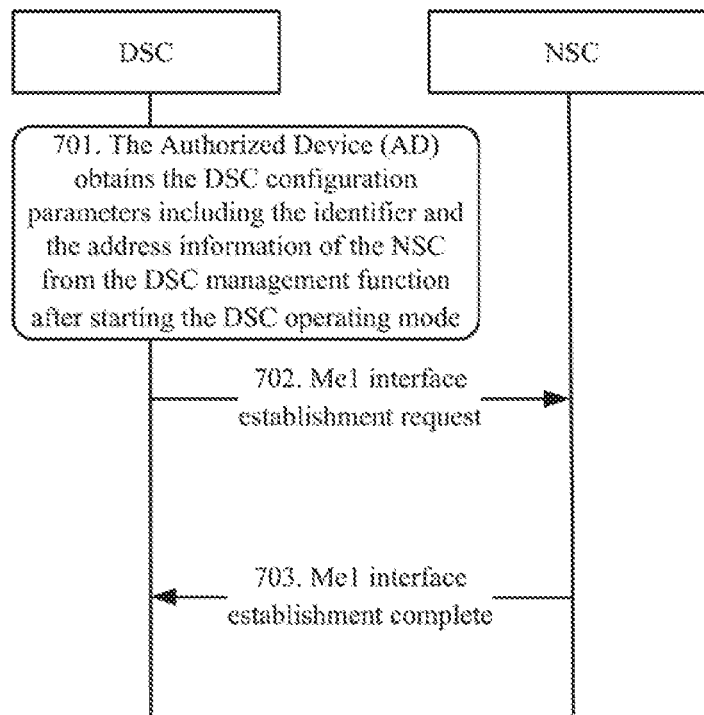 DSC
NSC
701. The Authorized Device (AD)
obtains the DSC configuration
parameters including the identifier and
the address information of the NSC
from the DSC management function
after starting the DSC operating mode
702. Me1 interface
establishment request
703. Me1 interface
establishment complete